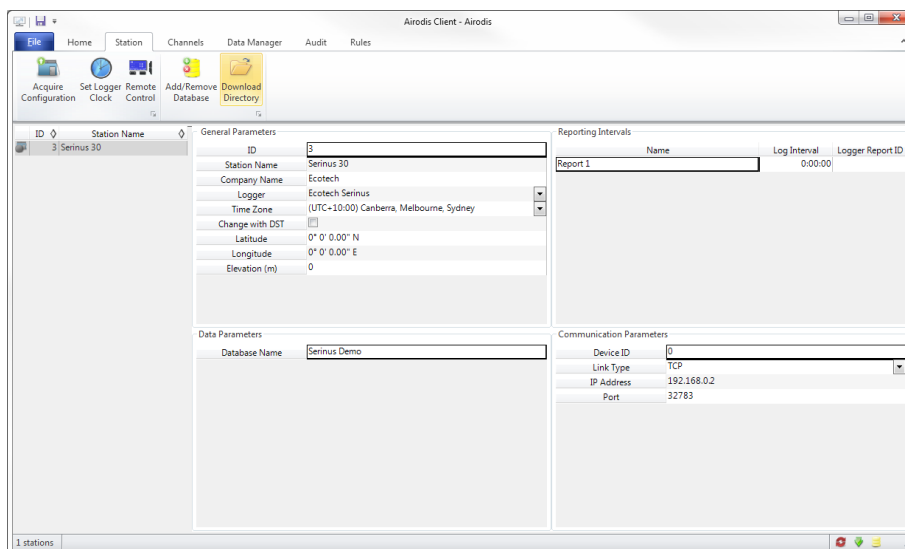 Airodis Client - Airodis
File Home Station Channels Data Manager Audit Rules
Acquire Configuration
Set Logger Clock
Remote Control
Add/Remove Database
Download Directory
ID Station Name
3 Serinus 30
General Parameters
ID 3
Station Name Serinus 30
Company Name Ecotech
Logger Ecotech Serinus
Time Zone (UTC+10:00) Canberra, Melbourne, Sydney
Change with DST
Latitude 0° 0' 0.00" N
Longitude 0° 0' 0.00" E
Elevation (m) 0
Reporting Intervals
Name Log Interval Logger Report ID
Report 1 0:00:00
Data Parameters
Database Name Serinus Demo
Communication Parameters
Device ID 0
Link Type TCP
IP Address 192.168.0.2
Port 32783
1 stations